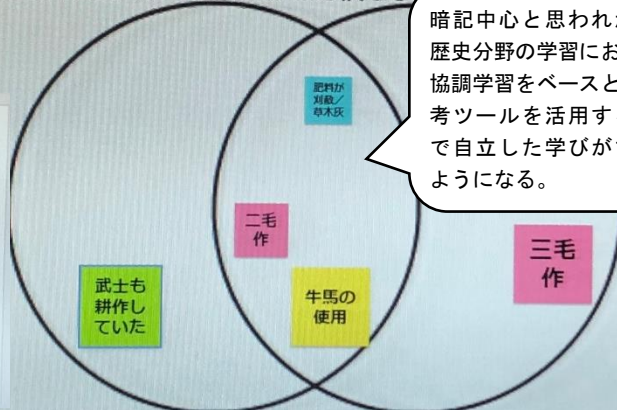 暗記中心と思われ
歴史分野の学習にお
協調学習をベースと
考ツールを活用す
で自立した学びが
ようになる。
肥料が
刈敷／
草木灰
二毛
作
三毛
作
武士も
耕作し
ていた
牛馬の
使用